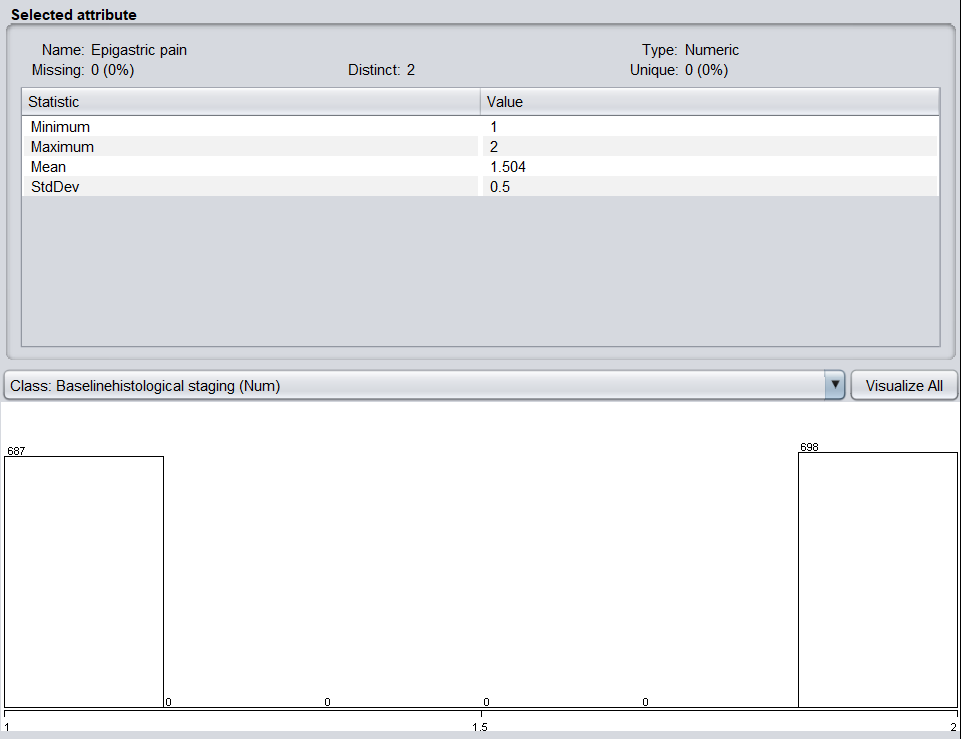 Selected attribute
Name: Epigastric pain Type: Numeric
Missing: 0 (0%) Distinct: 2 Unique: 0 (0%)
Statistic Value
Minimum 1
Maximum 2
Mean 1.504
StdDev 0.5
Class: Baselinehistological staging (Num) Visualize All
687 698
0 0 0 0
1 1.5 2